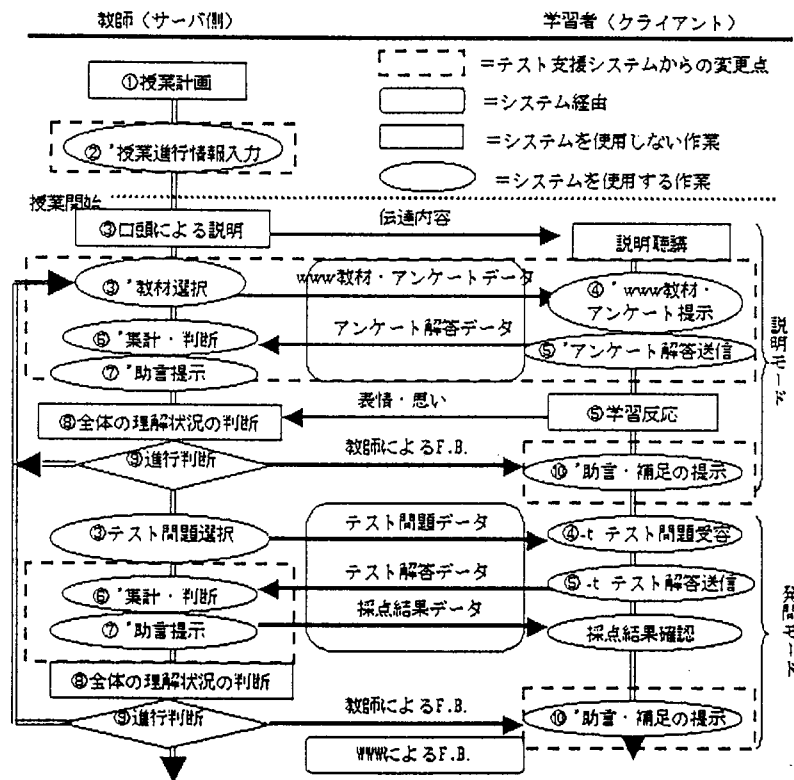 教師（サーバ側）
学習者（クライアント）
①授業計画
＝テスト支援システムからの変更点
＝システム経由
＝システムを使用しない作業
＝システムを使用する作業
②'授業進行情報入力
授業開始
③口頭による説明
伝達内容
説明聴講
③'教材選択
www教材・アンケートデータ
④'www教材・
アンケート提示
⑥'集計・判断
アンケート解答データ
⑤'アンケート解答送信
⑦'助言提示
説明モード
表情・思い
⑤学習反応
⑧全体の理解状況の判断
⑨進行判断
教師によるF.B.
⑩'助言・補足の提示
③テスト問題選択
テスト問題データ
④-t テスト問題受容
⑥'集計・判断
テスト解答データ
⑤-t テスト解答送信
⑦'助言提示
採点結果データ
採点結果確認
⑧全体の理解状況の判断
⑨進行判断
教師によるF.B.
⑩'助言・補足の提示
WWWによるF.B.